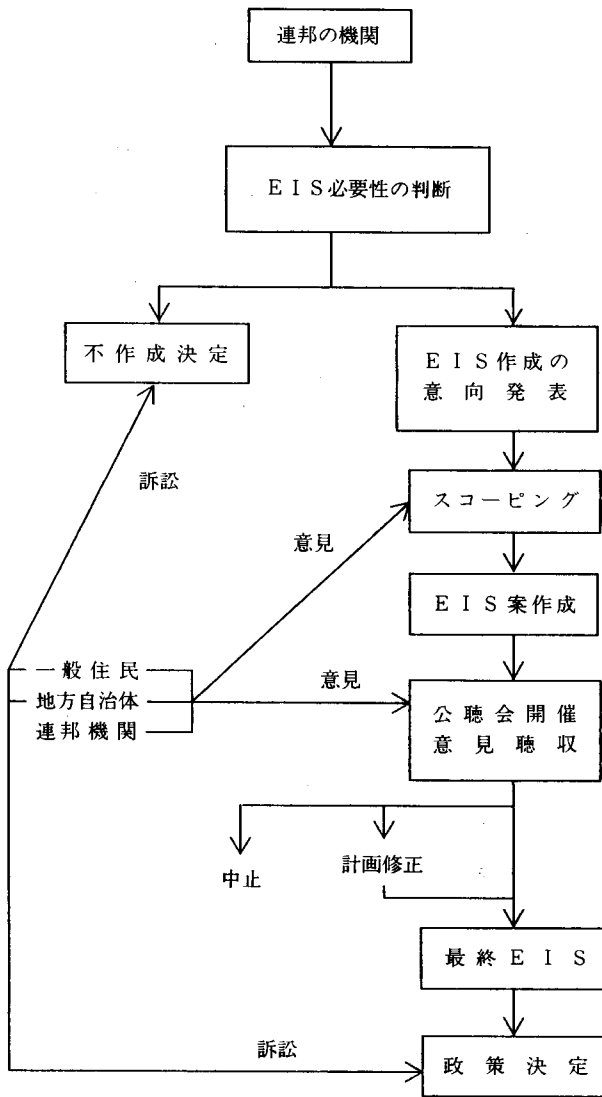 連邦の機関
EIS必要性の判断
不作成決定
EIS作成の
意向発表
訴訟
スコーピング
意見
EIS案作成
一般住民
地方自治体
連邦機関
意見
公聴会開催
意見聴収
中止
計画修正
最終EIS
訴訟
政策決定